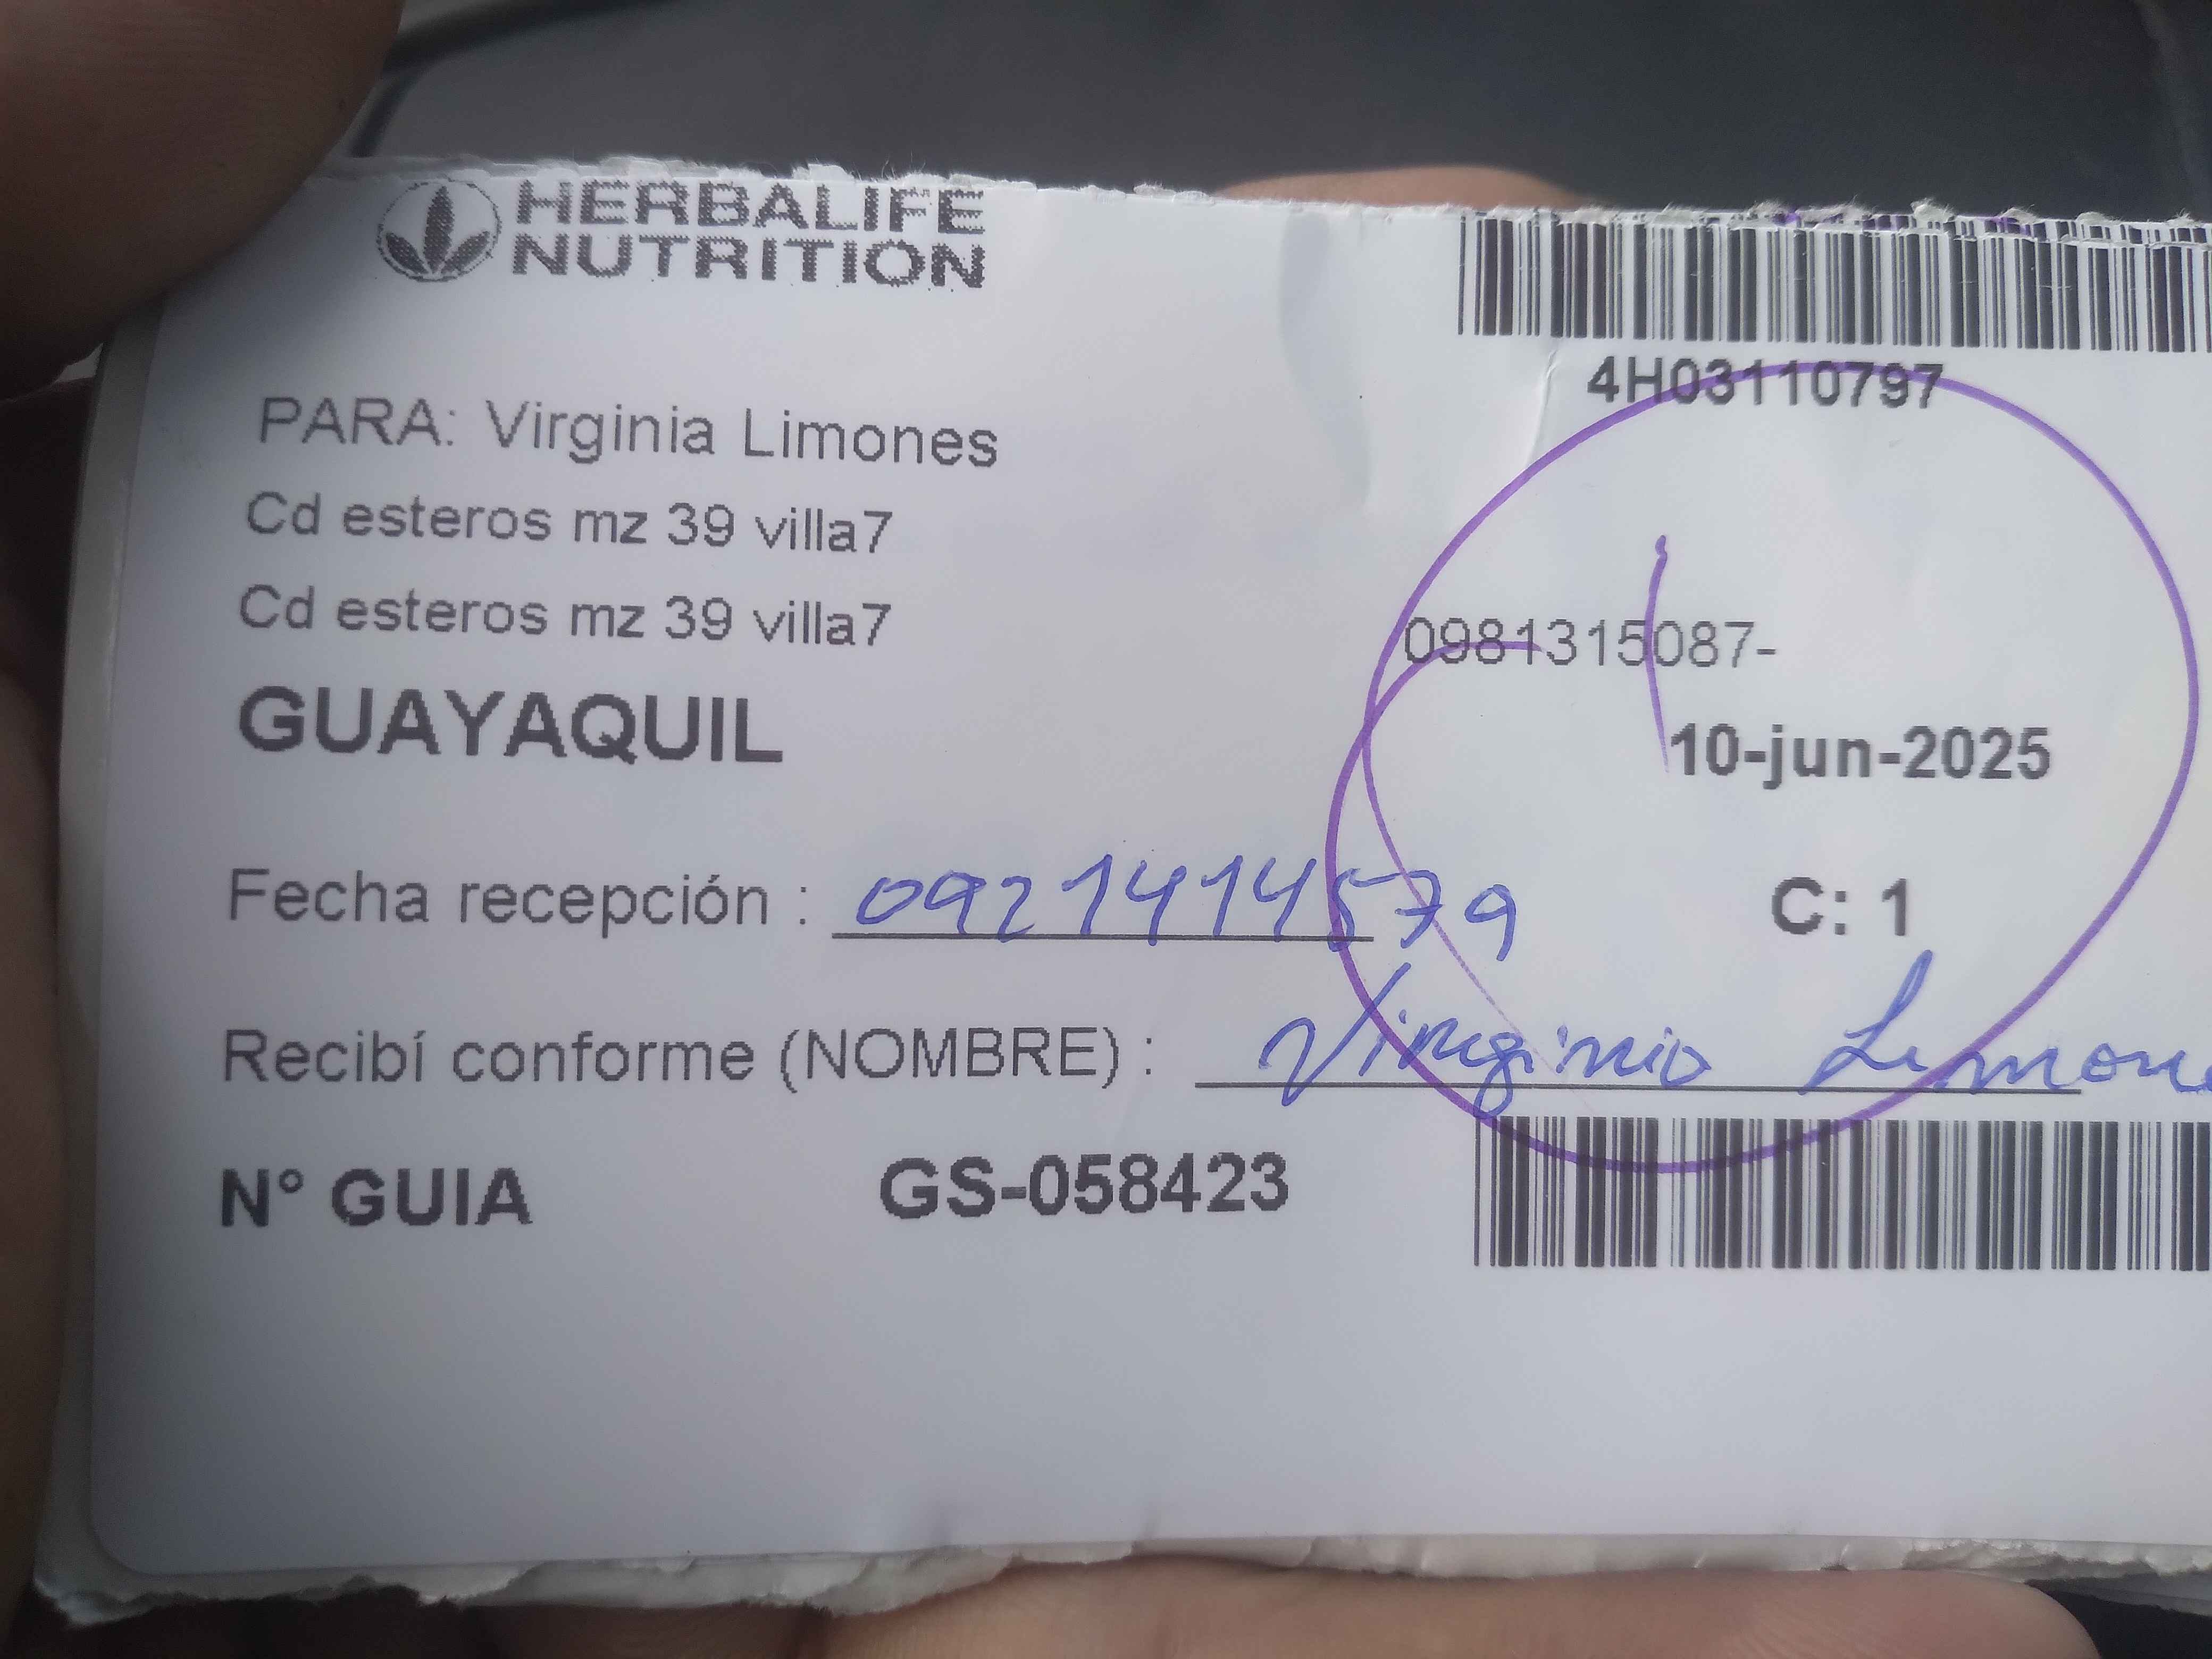 HERBALIFE
NUTRITION
4H03110797
PARA: Virginia Limones
Cd esteros mz 39 villa7
Cd esteros mz 39 villa7
0981315087-
GUAYAQUIL
10-jun-2025
Fecha recepción : 0921414579
C: 1
Recibí conforme (NOMBRE) : Virginia Limone
N° GUIA GS-058423